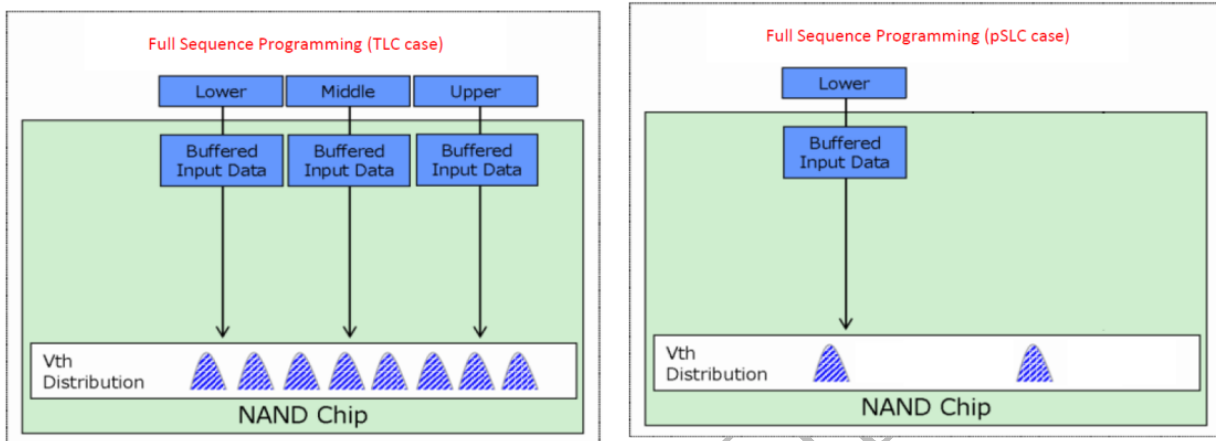 Full Sequence Programming (TLC case)
Lower
Middle
Upper
Buffered
Input Data
Buffered
Input Data
Buffered
Input Data
Vth
Distribution
NAND Chip
Full Sequence Programming (pSLC case)
Lower
Buffered
Input Data
Vth
Distribution
NAND Chip